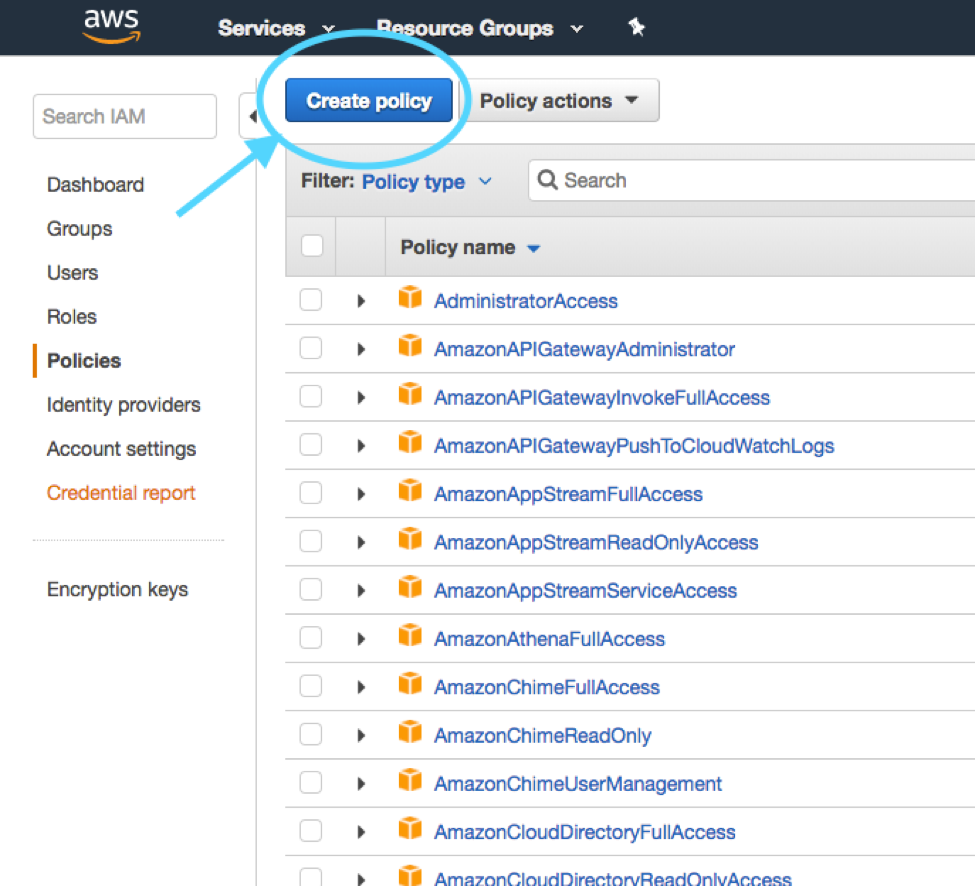 aws Services Resource Groups
Create policy Policy actions
Search IAM
Filter: Policy type Search
Dashboard
Groups
Users
Roles
Policies
Identity providers
Account settings
Credential report
Encryption keys
Policy name
AdministratorAccess
AmazonAPIGatewayAdministrator
AmazonAPIGatewayInvokeFullAccess
AmazonAPIGatewayPushToCloudWatchLogs
AmazonAppStreamFullAccess
AmazonAppStreamReadOnlyAccess
AmazonAppStreamServiceAccess
AmazonAthenaFullAccess
AmazonChimeFullAccess
AmazonChimeReadOnly
AmazonChimeUserManagement
AmazonCloudDirectoryFullAccess
AmazonCloudDirectoryReadOnlyAccess